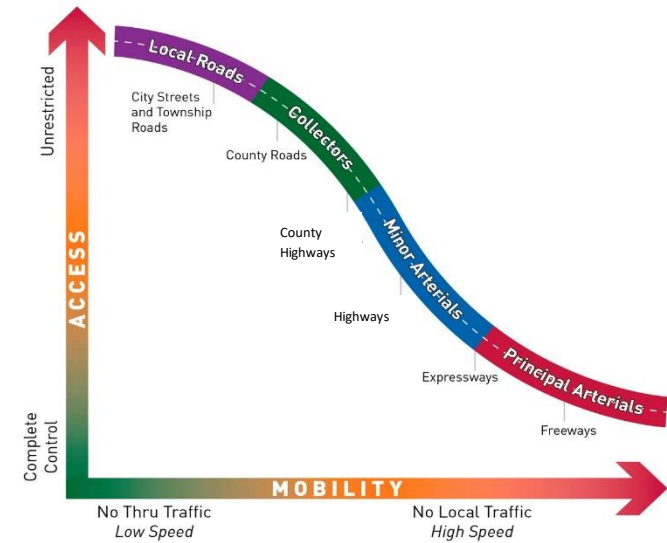 Unrestricted
ACCESS
Complete
Control
Local Roads
City Streets
and Township
Roads
Collectors
County Roads
County
Highways
Minor Arterials
Highways
Expressways
Principal Arterials
Freeways
MOBILITY
No Thru Traffic
Low Speed
No Local Traffic
High Speed